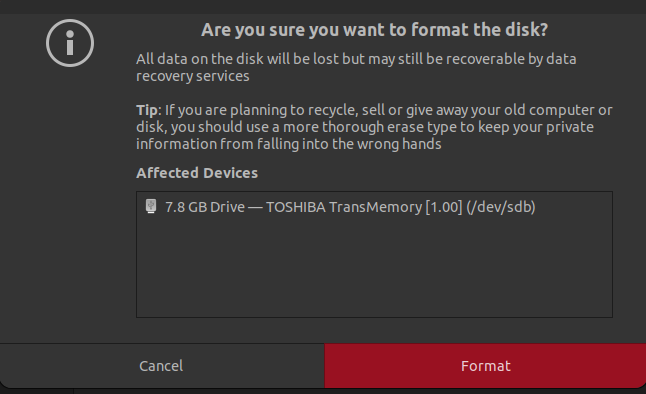 Are you sure you want to format the disk?
All data on the disk will be lost but may still be recoverable by data
recovery services
Tip: If you are planning to recycle, sell or give away your old computer or
disk, you should use a more thorough erase type to keep your private
information from falling into the wrong hands
Affected Devices
7.8 GB Drive — TOSHIBA TransMemory [1.00] (/dev/sdb)
Cancel
Format